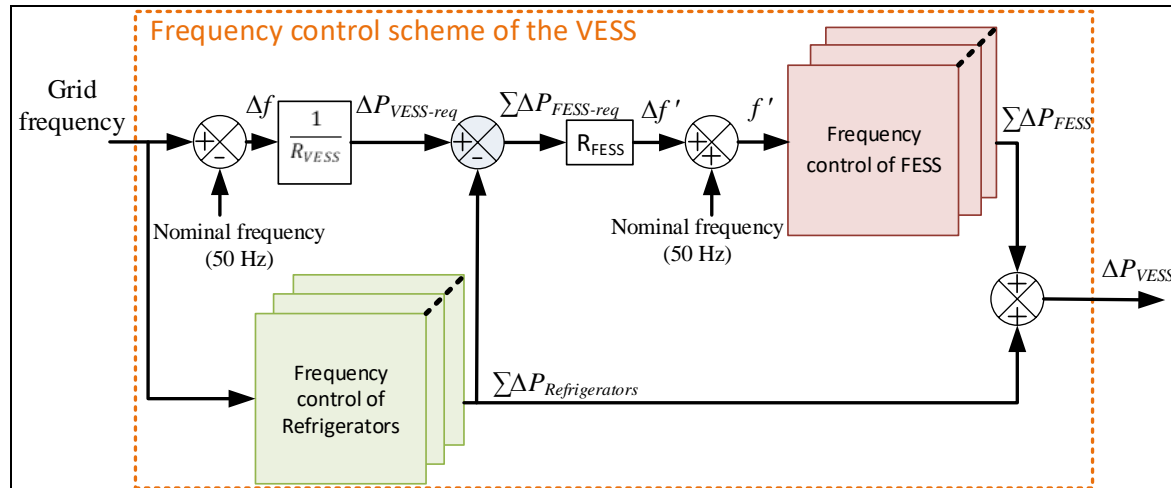 Frequency control scheme of the VESS
Grid
frequency
Δf
1
R_VESS
ΔP_VESS-req
∑ΔP_FESS-req
R_FESS
Δf '
f '
Frequency
control of FESS
∑ΔP_FESS
+
-
+
-
+
+
Nominal frequency
(50 Hz)
Nominal frequency
(50 Hz)
+
+
ΔP_VESS
Frequency
control of
Refrigerators
∑ΔP_Refrigerators